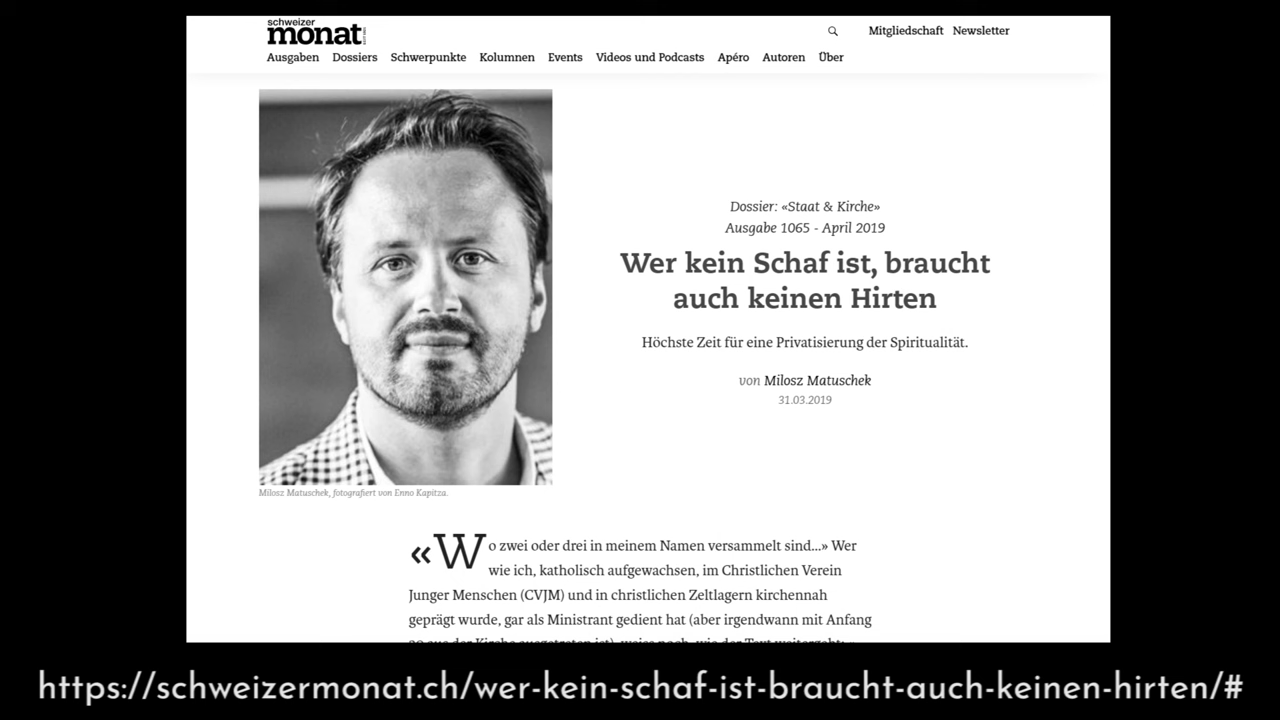 schweizer
monat
Mitgliedschaft Newsletter
Ausgaben Dossiers Schwerpunkte Kolumnen Events Videos und Podcasts Apéro Autoren Über
Dossier: «Staat & Kirche»
Ausgabe 1065 - April 2019
Wer kein Schaf ist, braucht
auch keinen Hirten
Höchste Zeit für eine Privatisierung der Spiritualität.
von Milosz Matuschek
31.03.2019
Milosz Matuschek, fotografiert von Enno Kapitza.
«Wo zwei oder drei in meinem Namen versammelt sind...» Wer
wie ich, katholisch aufgewachsen, im Christlichen Verein
Junger Menschen (CVJM) und in christlichen Zeltlagern kirchennah
geprägt wurde, gar als Ministrant gedient hat (aber irgendwann mit Anfang
https://schweizermonat.ch/wer-kein-schaf-ist-braucht-auch-keinen-hirten/#